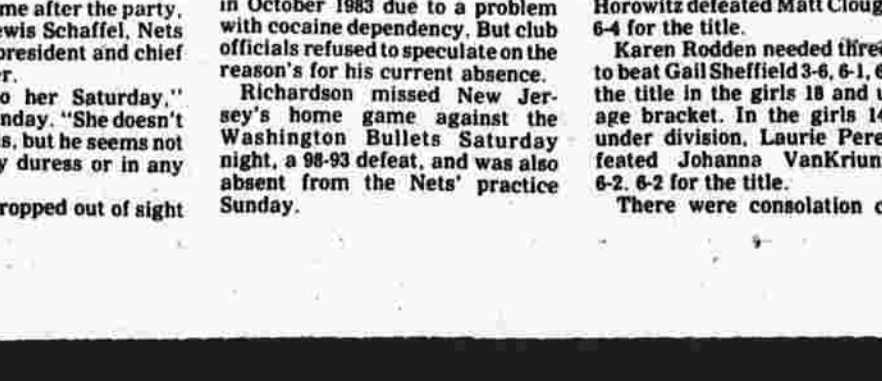 me after the party,
ewis Schaffel, Nets
president and chief
r.
o her Saturday,"
nday. "She doesn't
s, but he seems not
y duress or in any
ropped out of sight
in October 1983 due to a problem
with cocaine dependency. But club
officials refused to speculate on the
reason's for his current absence.
Richardson missed New Jer-
sey's home game against the
Washington Bullets Saturday
night, a 98-93 defeat, and was also
absent from the Nets' practice
Sunday.
Horowitz defeated Matt Cloug
6-4 for the title.
Karen Rodden needed three
to beat Gail Sheffield 3-6, 6-1, 6
the title in the girls 18 and u
age bracket. In the girls 14
under division, Laurie Pere
feated Johanna VanKriun
6-2, 6-2 for the title.
There were consolation c